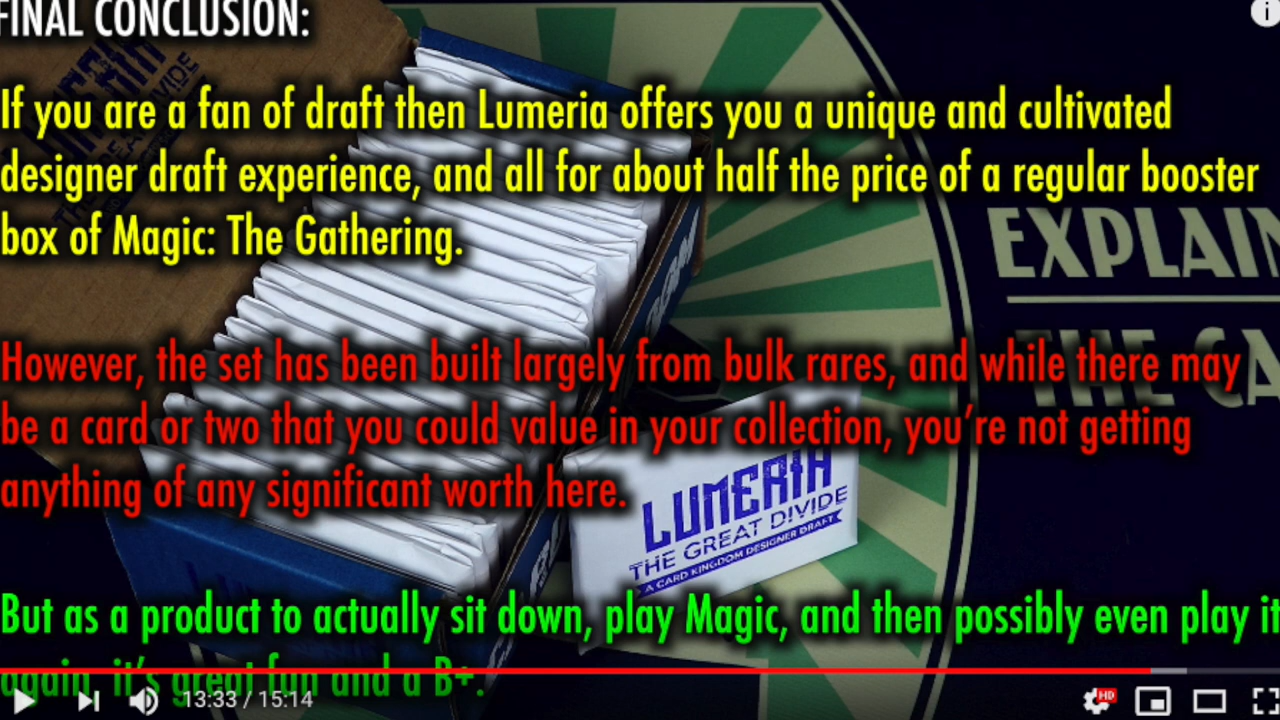 FINAL CONCLUSION:
If you are a fan of draft then Lumeria offers you a unique and cultivated
designer draft experience, and all for about half the price of a regular booster
box of Magic: The Gathering.
EXPLAIN
However, the set has been built largely from bulk rares, and while there may
THE CA
be a card or two that you could value in your collection, you're not getting
anything of any significant worth here.
LUMERIA
THE GREAT DIVIDE
A CARD KINGDOM DESIGNER DRAFT
But as a product to actually sit down, play Magic, and then possibly even play it
again, it's great fun and a B+.
13:33 / 15:14
HD